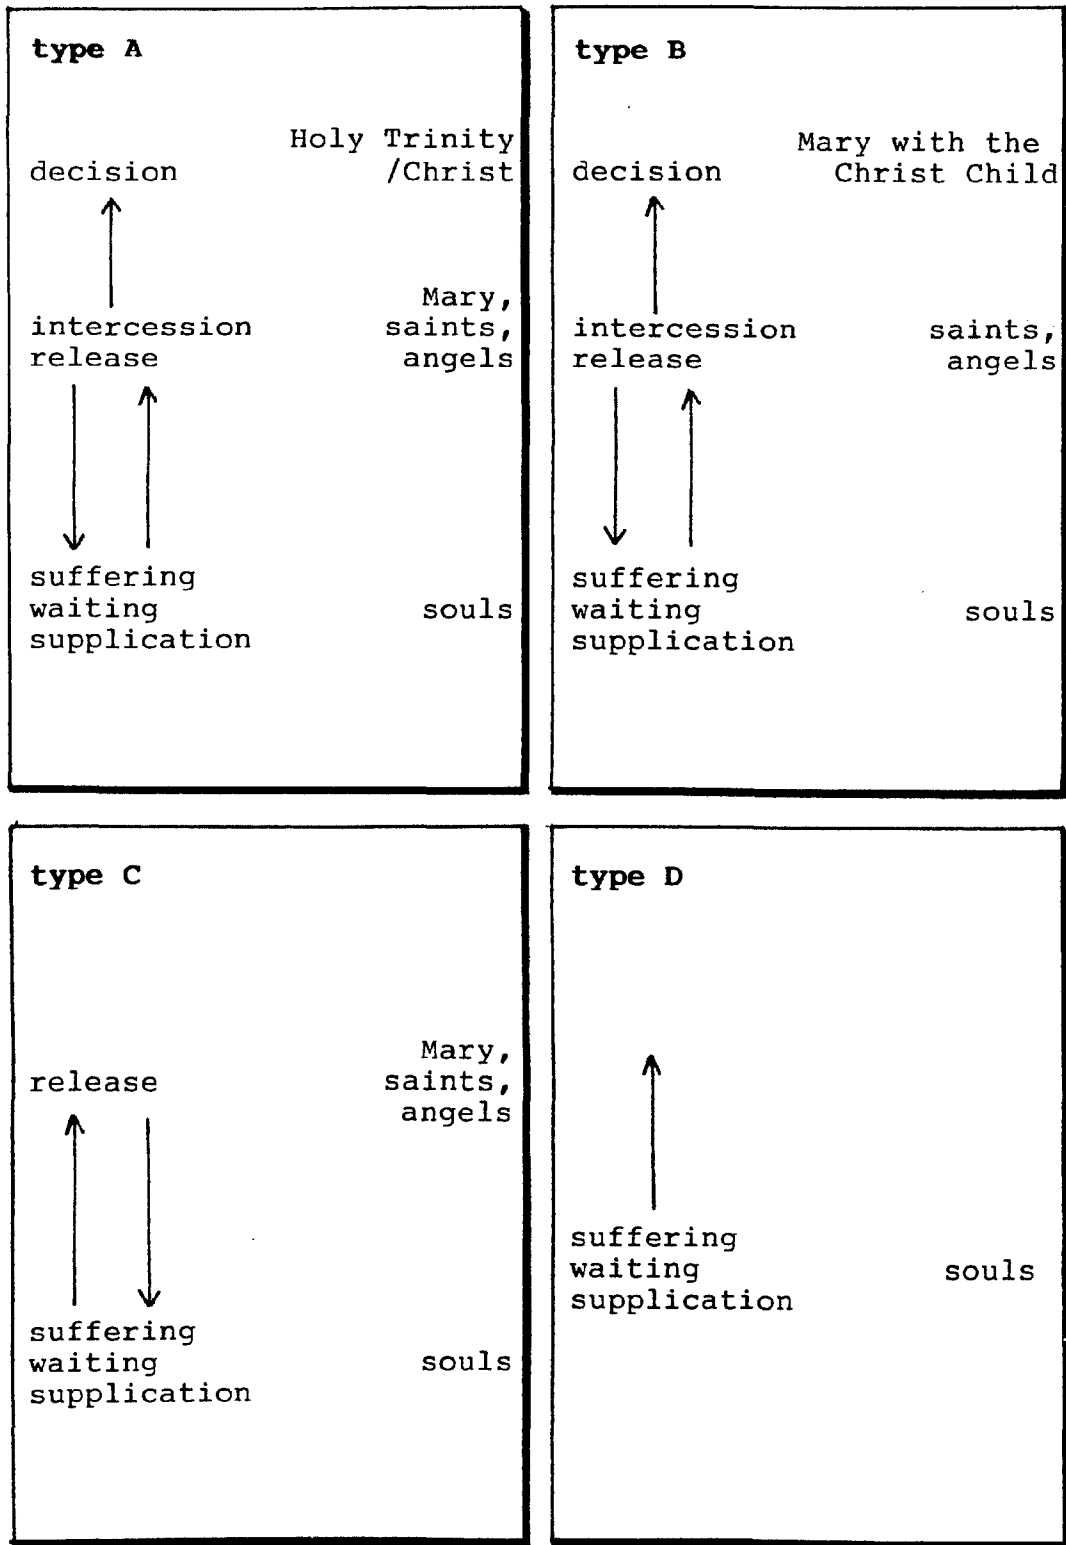 type A
Holy Trinity
decision /Christ
Mary,
intercession saints,
release angels
suffering
waiting souls
supplication
type B
Mary with the
decision Christ Child
intercession saints,
release angels
suffering
waiting souls
supplication
type C
Mary,
release saints,
angels
suffering
waiting souls
supplication
type D
suffering
waiting souls
supplication